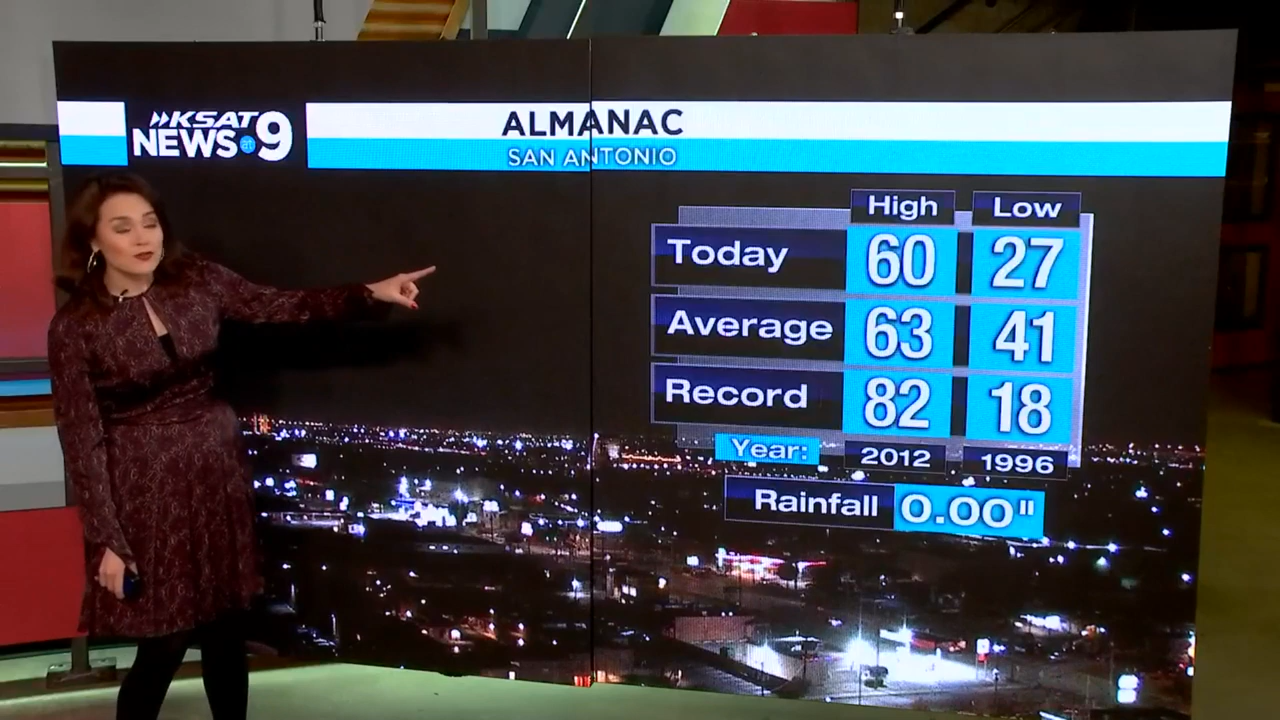 KSAT
NEWS at 9
ALMANAC
SAN ANTONIO
High Low
Today 60 27
Average 63 41
Record 82 18
Year: 2012 1996
Rainfall 0.00"